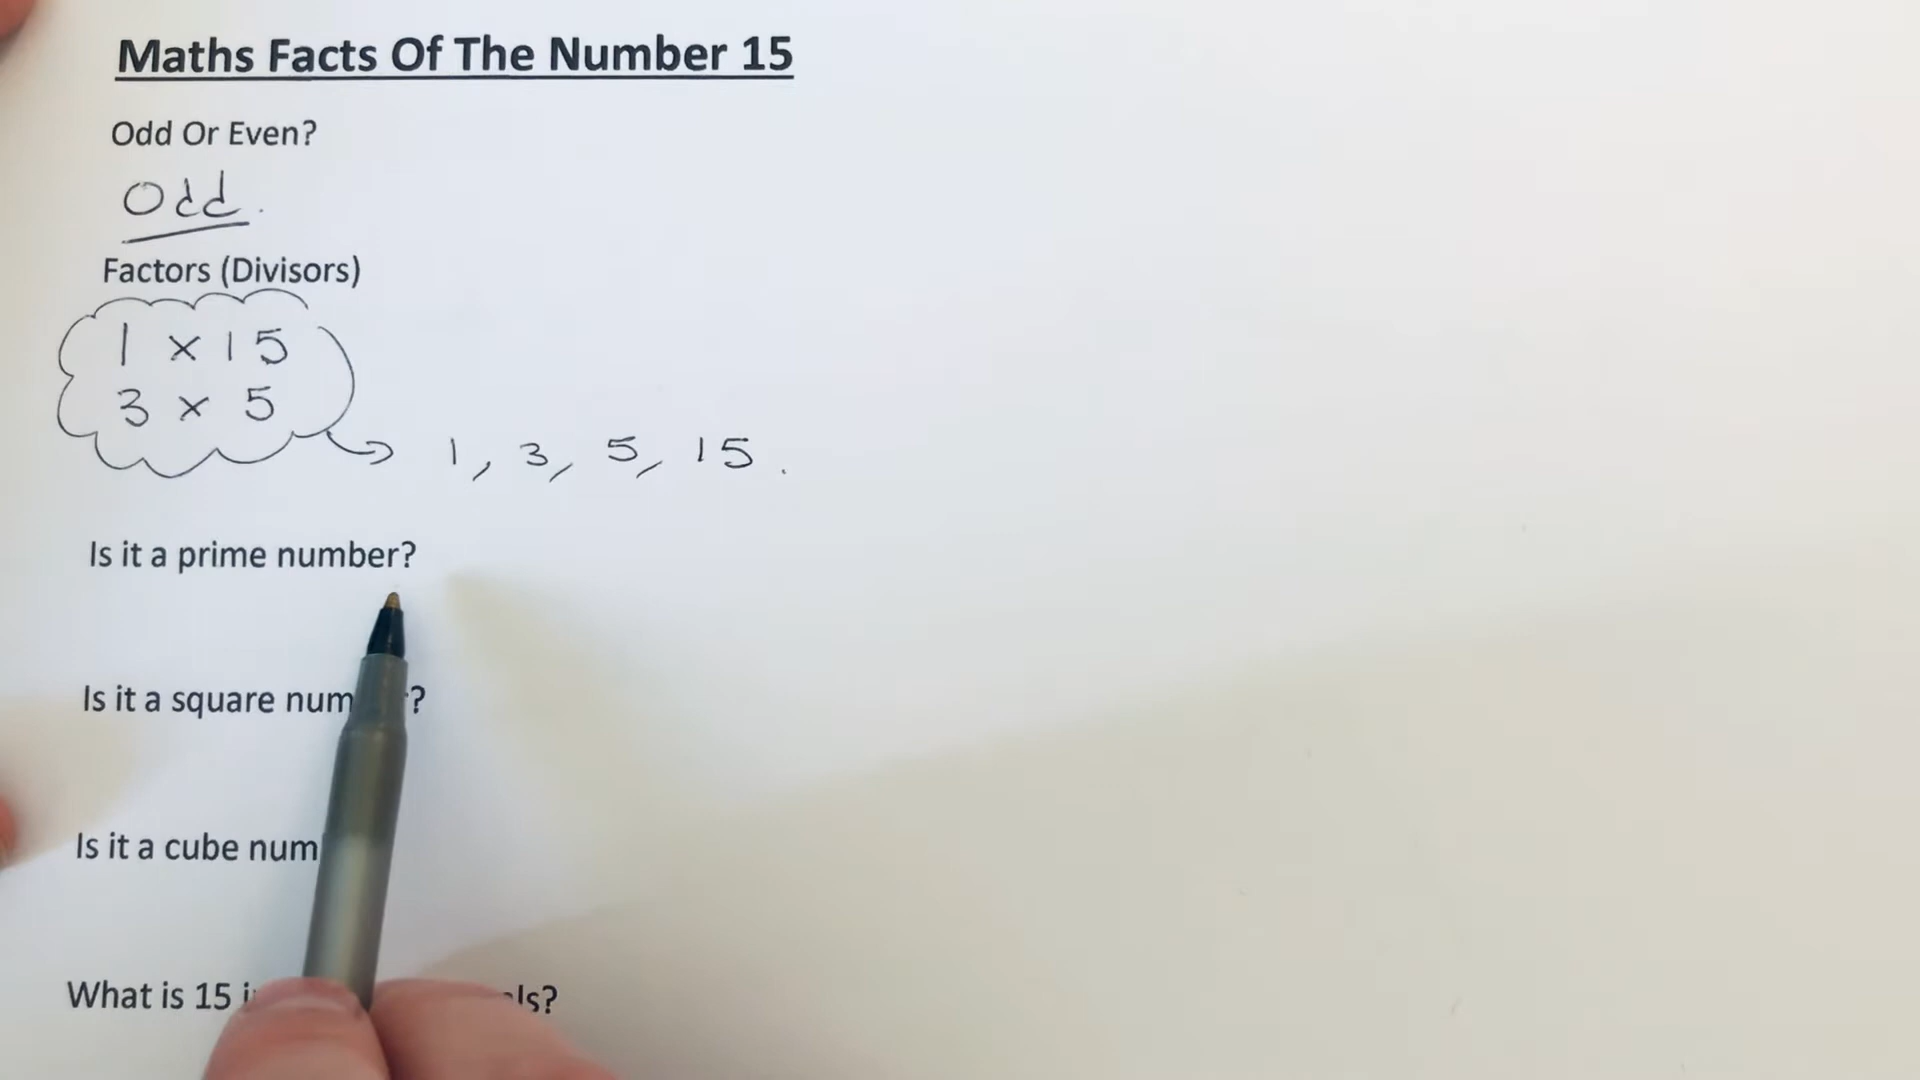 Maths Facts Of The Number 15
Odd Or Even?
Odd.
Factors (Divisors)
1 × 15
3 × 5
1, 3, 5, 15.
Is it a prime number?
Is it a square num ?
Is it a cube num
What is 15 ls?